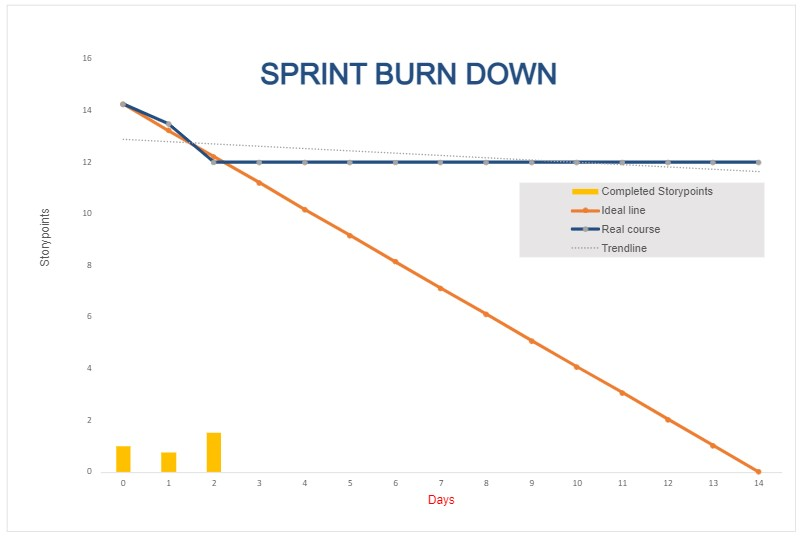 SPRINT BURN DOWN
16
14
12
10
8
6
4
2
0
Storypoints
Completed Storypoints
Ideal line
Real course
Trendline
0 1 2 3 4 5 6 7 8 9 10 11 12 13 14
Days